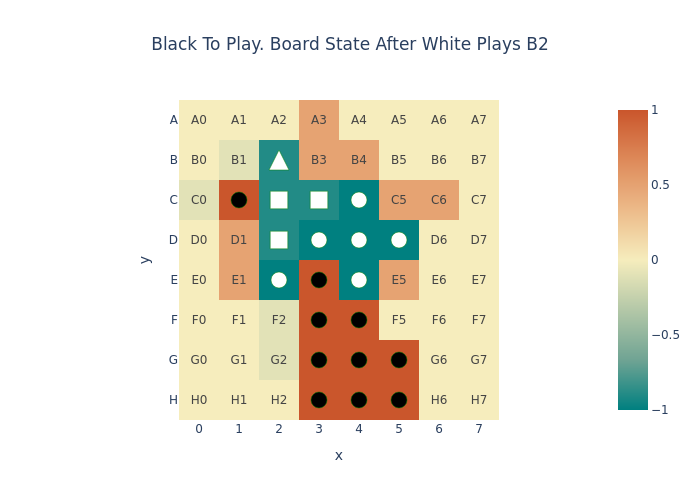 Black To Play. Board State After White Plays B2
A A0 A1 A2 A3 A4 A5 A6 A7
B B0 B1 B3 B4 B5 B6 B7
C C0 C5 C6 C7
D D0 D1 D6 D7
E E0 E1 E5 E6 E7
F F0 F1 F2 F5 F6 F7
G G0 G1 G2 G6 G7
H H0 H1 H2 H6 H7
0 1 2 3 4 5 6 7
x
y
1
0.5
0
−0.5
−1